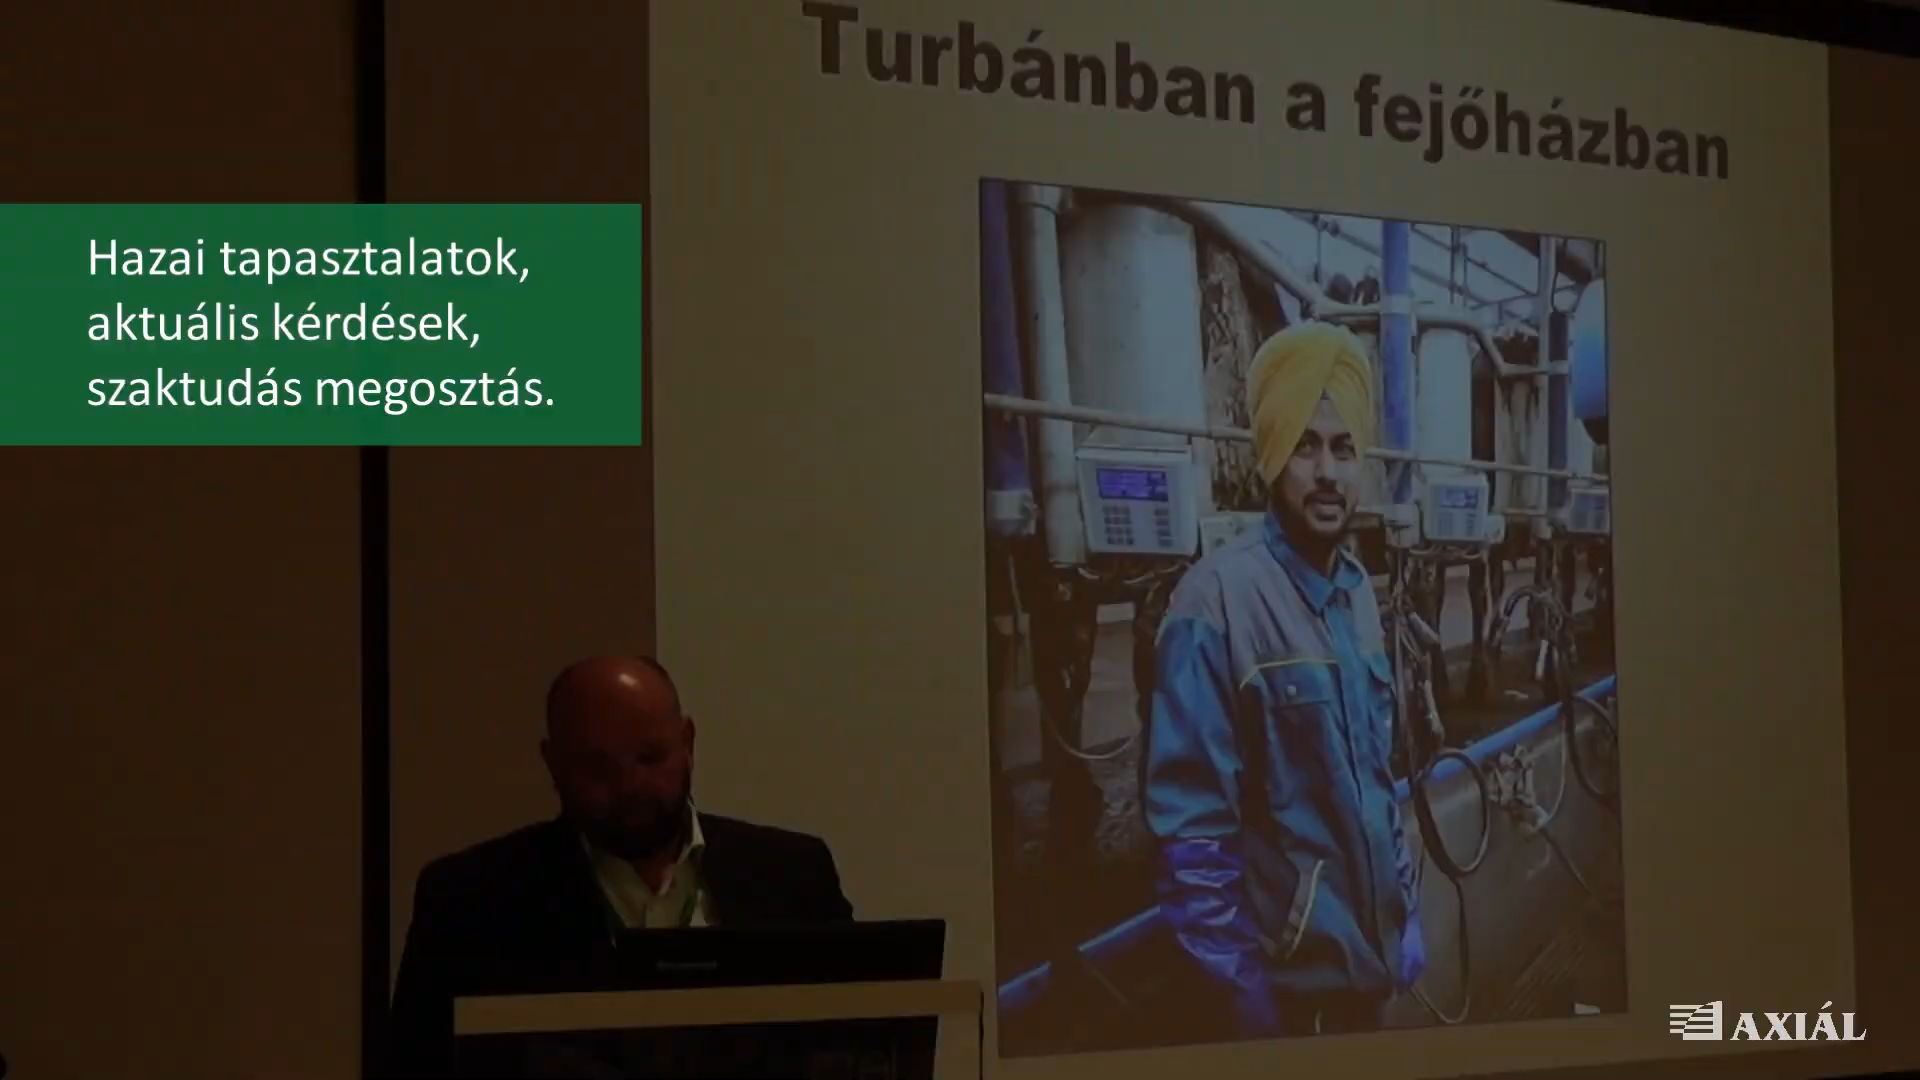 Turbánban a fejőházban
Hazai tapasztalatok,
aktuális kérdések,
szaktudás megosztás.
AXIÁL